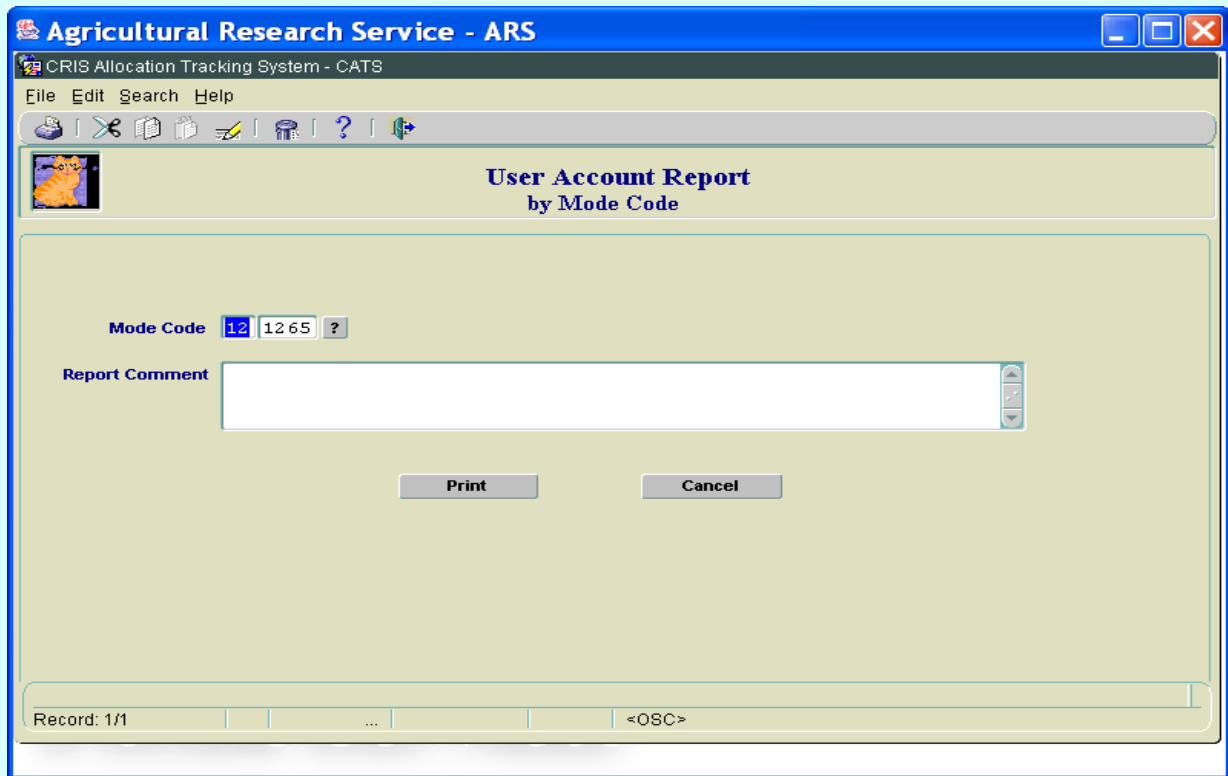 Agricultural Research Service - ARS
CRIS Allocation Tracking System - CATS
File Edit Search Help
?
User Account Report
by Mode Code
Mode Code 12 1265 ?
Report Comment
Print Cancel
Record: 1/1 ... <OSC>